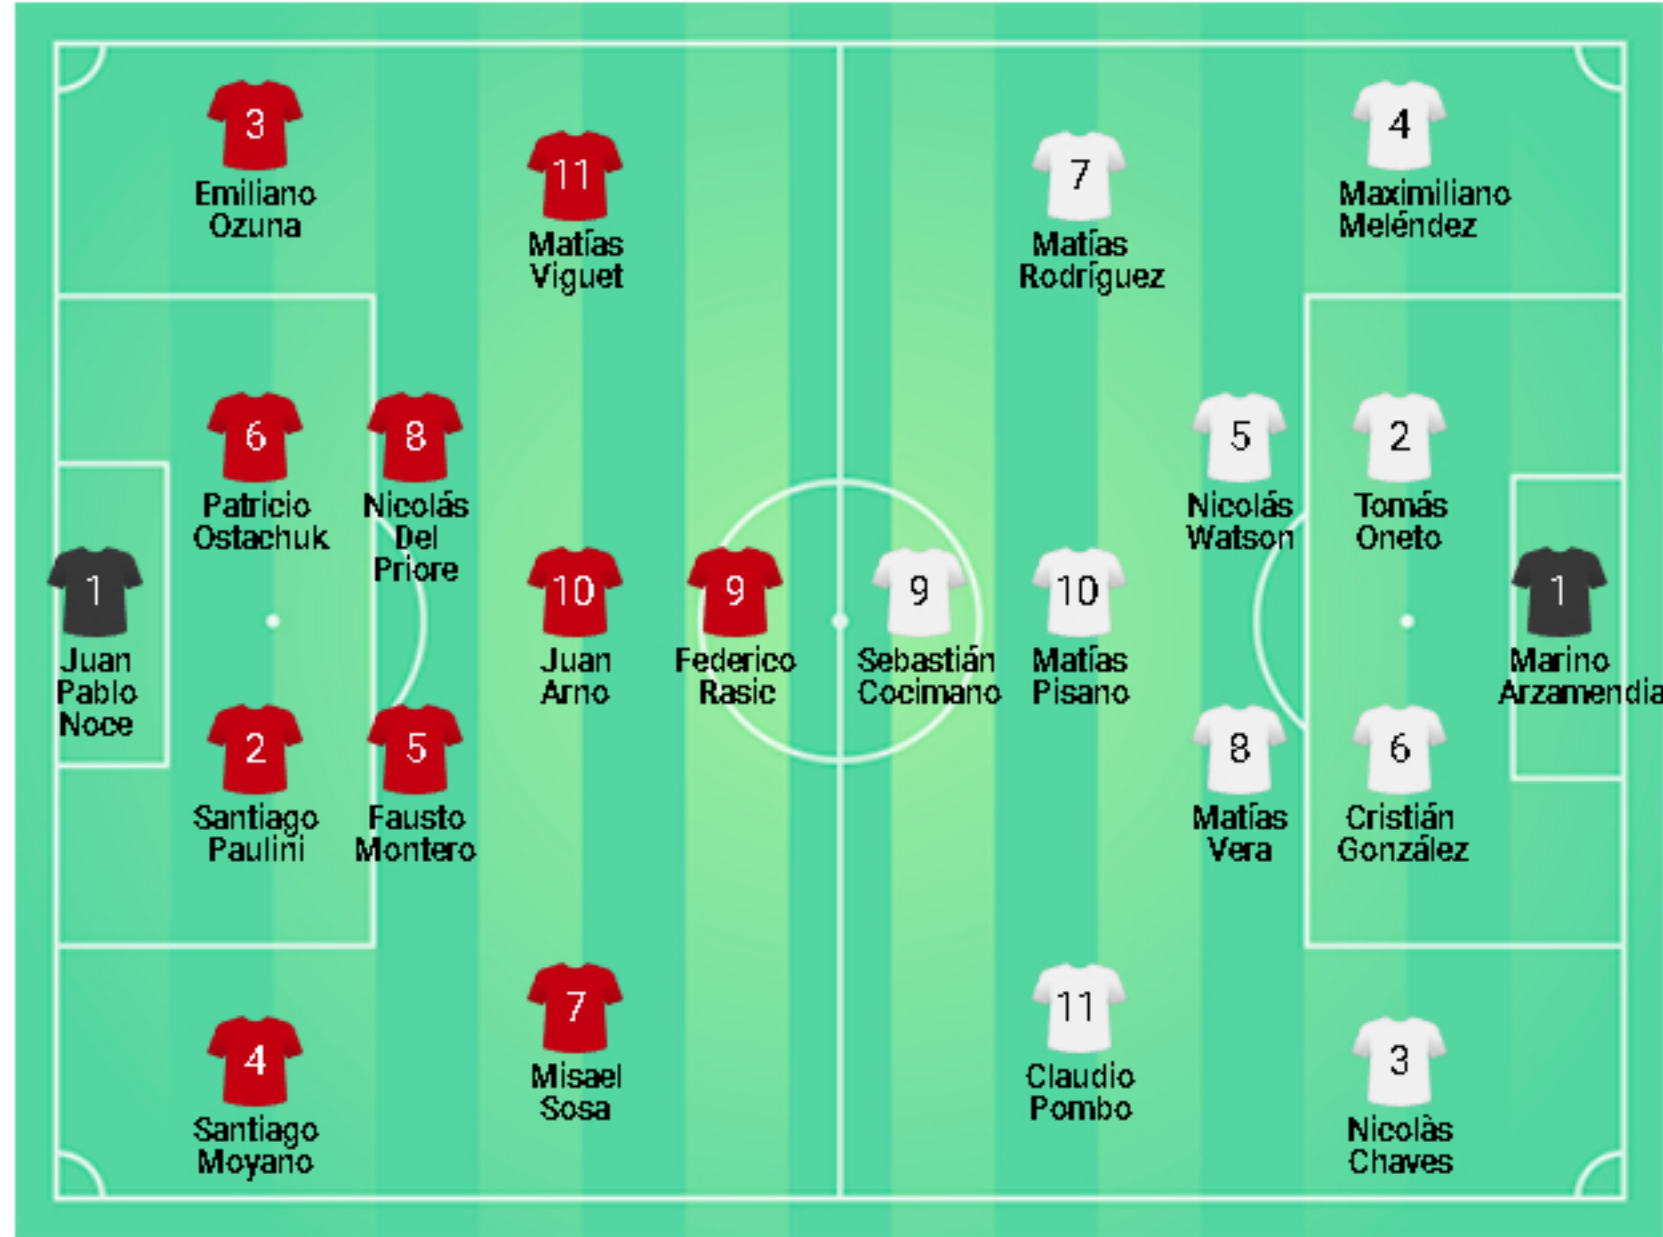 3
Emiliano
Ozuna
11
Matías
Viguet
7
Matías
Rodríguez
4
Maximiliano
Meléndez
6
Patricio
Ostachuk
8
Nicolás
Del
Priore
5
Nicolás
Watson
2
Tomás
Oneto
1
Juan
Pablo
Noce
10
Juan
Arno
9
Federico
Rasic
9
Sebastián
Cocimano
10
Matías
Pisano
1
Marino
Arzamendia
2
Santiago
Paulini
5
Fausto
Montero
8
Matías
Vera
6
Cristián
González
7
Misael
Sosa
11
Claudio
Pombo
4
Santiago
Moyano
3
Nicolàs
Chaves